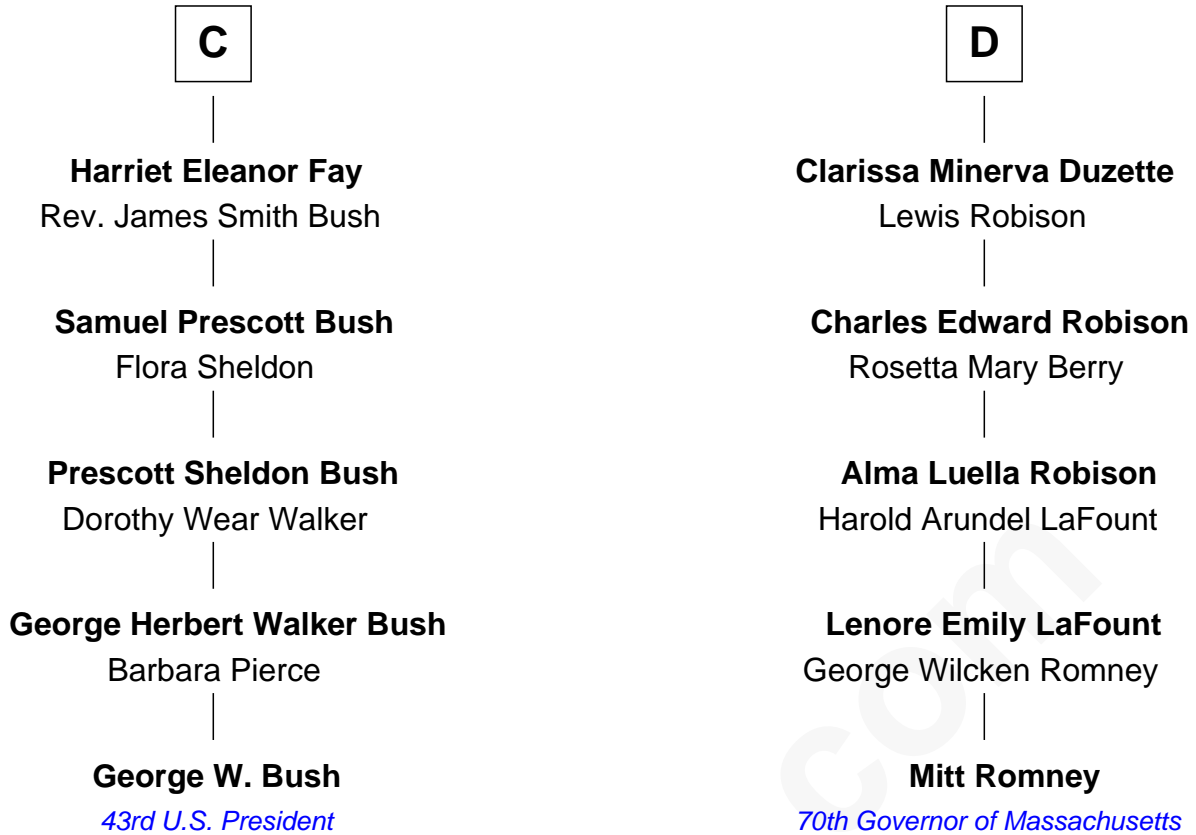 C
Harriet Eleanor Fay
Rev. James Smith Bush
Samuel Prescott Bush
Flora Sheldon
Prescott Sheldon Bush
Dorothy Wear Walker
George Herbert Walker Bush
Barbara Pierce
George W. Bush
43rd U.S. President
D
Clarissa Minerva Duzette
Lewis Robison
Charles Edward Robison
Rosetta Mary Berry
Alma Luella Robison
Harold Arundel LaFount
Lenore Emily LaFount
George Wilcken Romney
Mitt Romney
70th Governor of Massachusetts
com